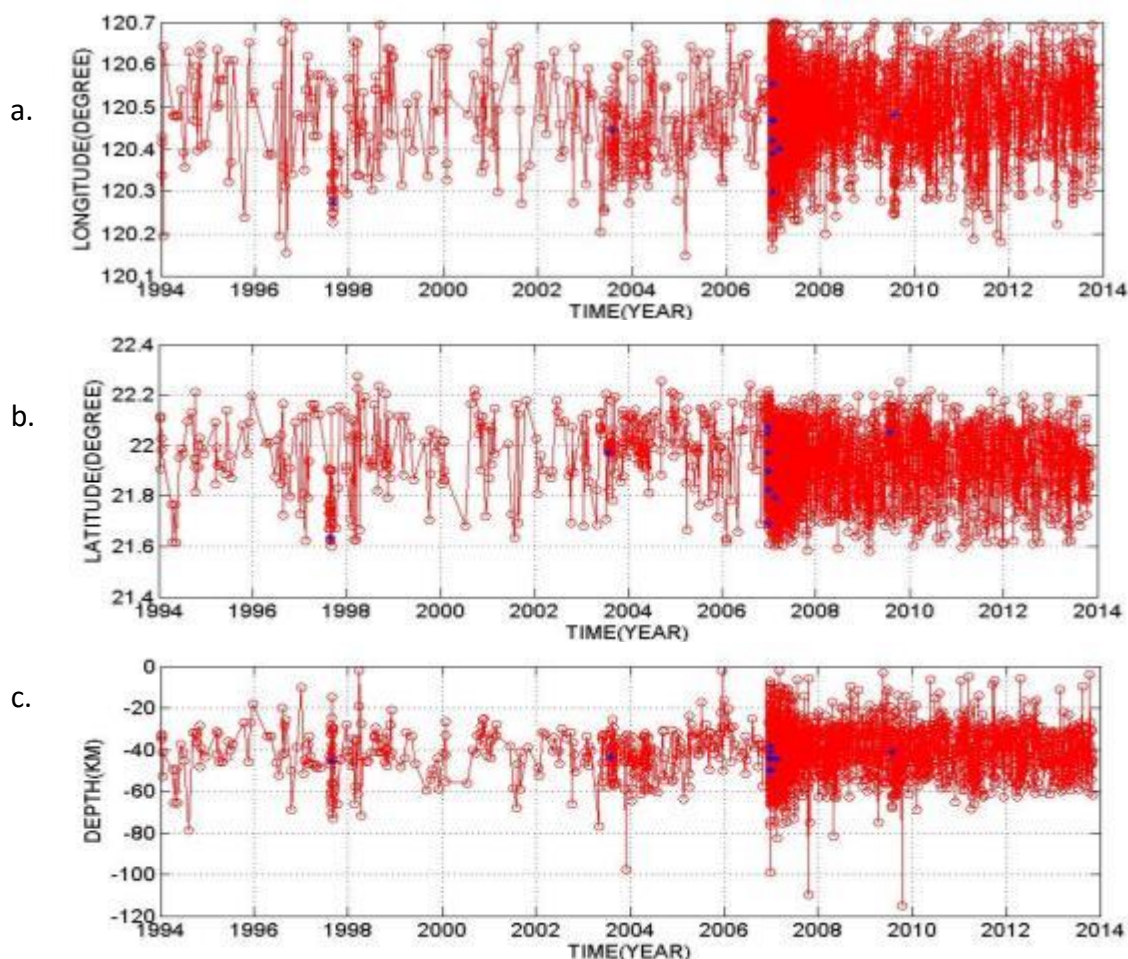 a.
LONGITUDE(DEGREE)
120.7
120.6
120.5
120.4
120.3
120.2
120.1
1994 1996 1998 2000 2002 2004 2006 2008 2010 2012 2014
TIME(YEAR)
b.
LATITUDE(DEGREE)
22.4
22.2
22
21.8
21.6
21.4
1994 1996 1998 2000 2002 2004 2006 2008 2010 2012 2014
TIME(YEAR)
c.
DEPTH(KM)
0
-20
-40
-60
-80
-100
-120
1994 1996 1998 2000 2002 2004 2006 2008 2010 2012 2014
TIME(YEAR)